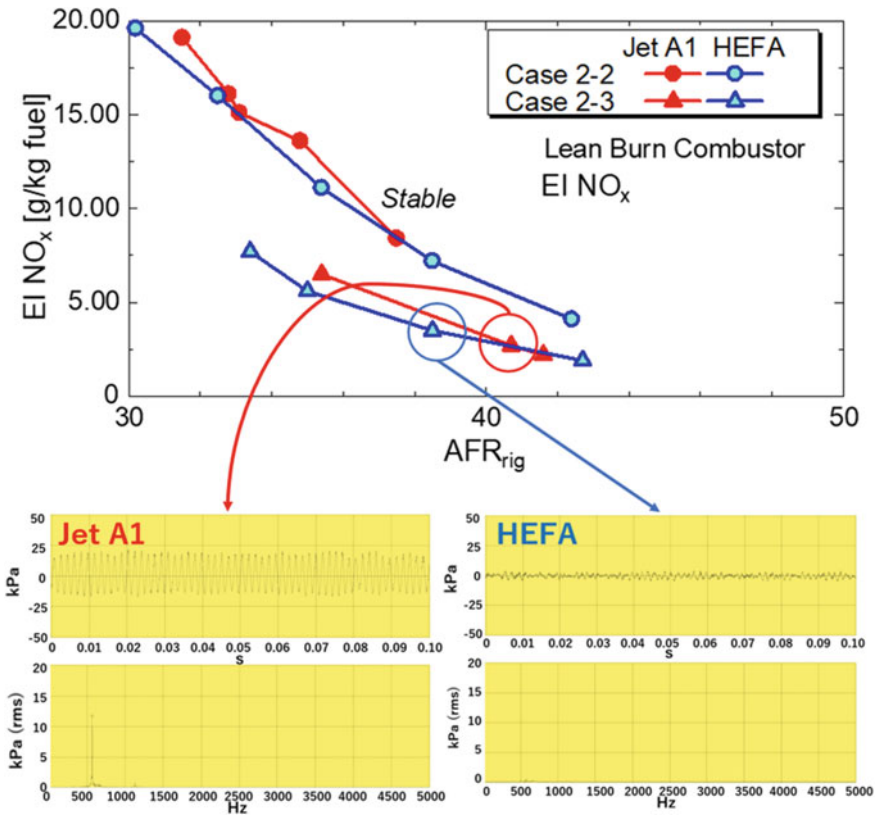 20.00
15.00
10.00
5.00
0
EI NOx [g/kg fuel]
Jet A1 HEFA
Case 2-2
Case 2-3
Lean Burn Combustor
EI NOx
Stable
30 40 50
AFRrig
Jet A1
50
25
0
-25
-50
kPa
0 0.01 0.02 0.03 0.04 0.05 0.06 0.07 0.08 0.09 0.10
s
HEFA
50
25
0
-25
-50
kPa
0 0.01 0.02 0.03 0.04 0.05 0.06 0.07 0.08 0.09 0.10
s
20
15
10
5
0
kPa (rms)
0 500 1000 1500 2000 2500 3000 3500 4000 4500 5000
Hz
20
15
10
5
0
kPa (rms)
0 500 1000 1500 2000 2500 3000 3500 4000 4500 5000
Hz